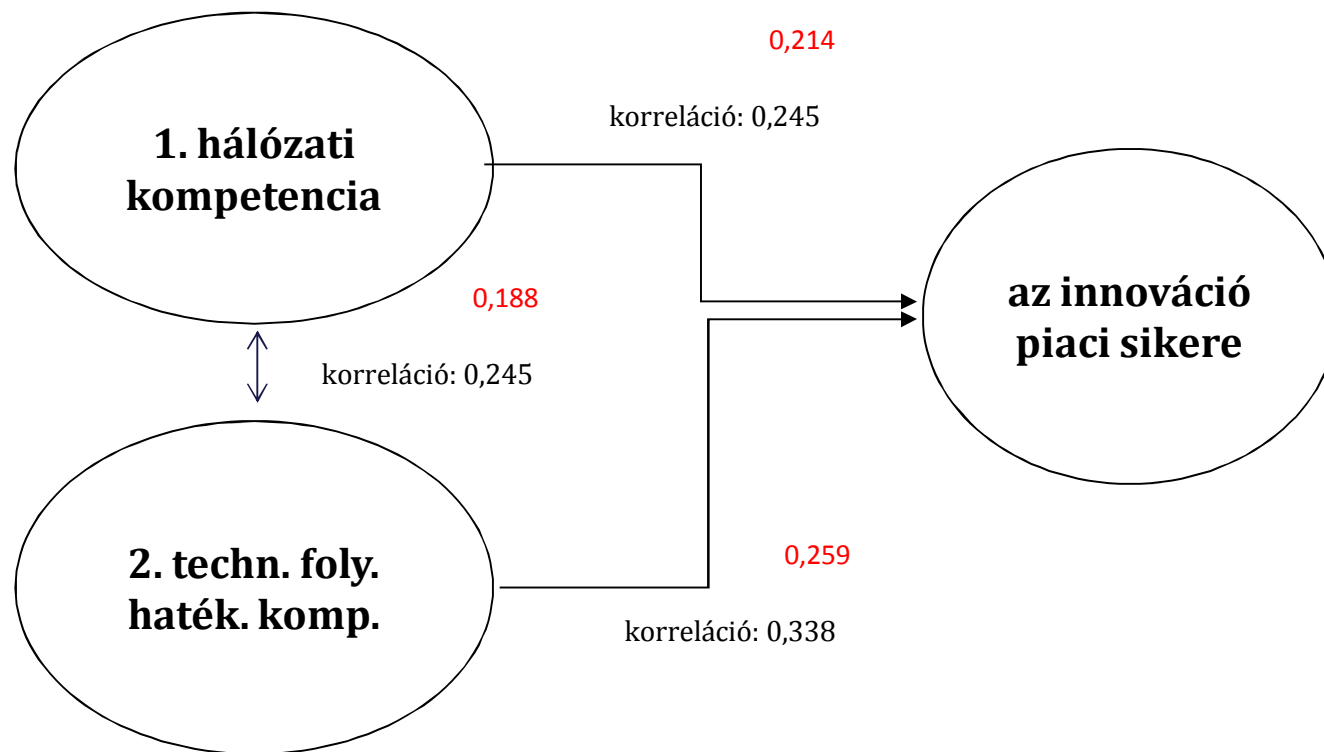 0,214
korreláció: 0,245
1. hálózati
kompetencia
0,188
korreláció: 0,245
az innováció
piaci sikere
2. techn. foly.
haték. komp.
0,259
korreláció: 0,338